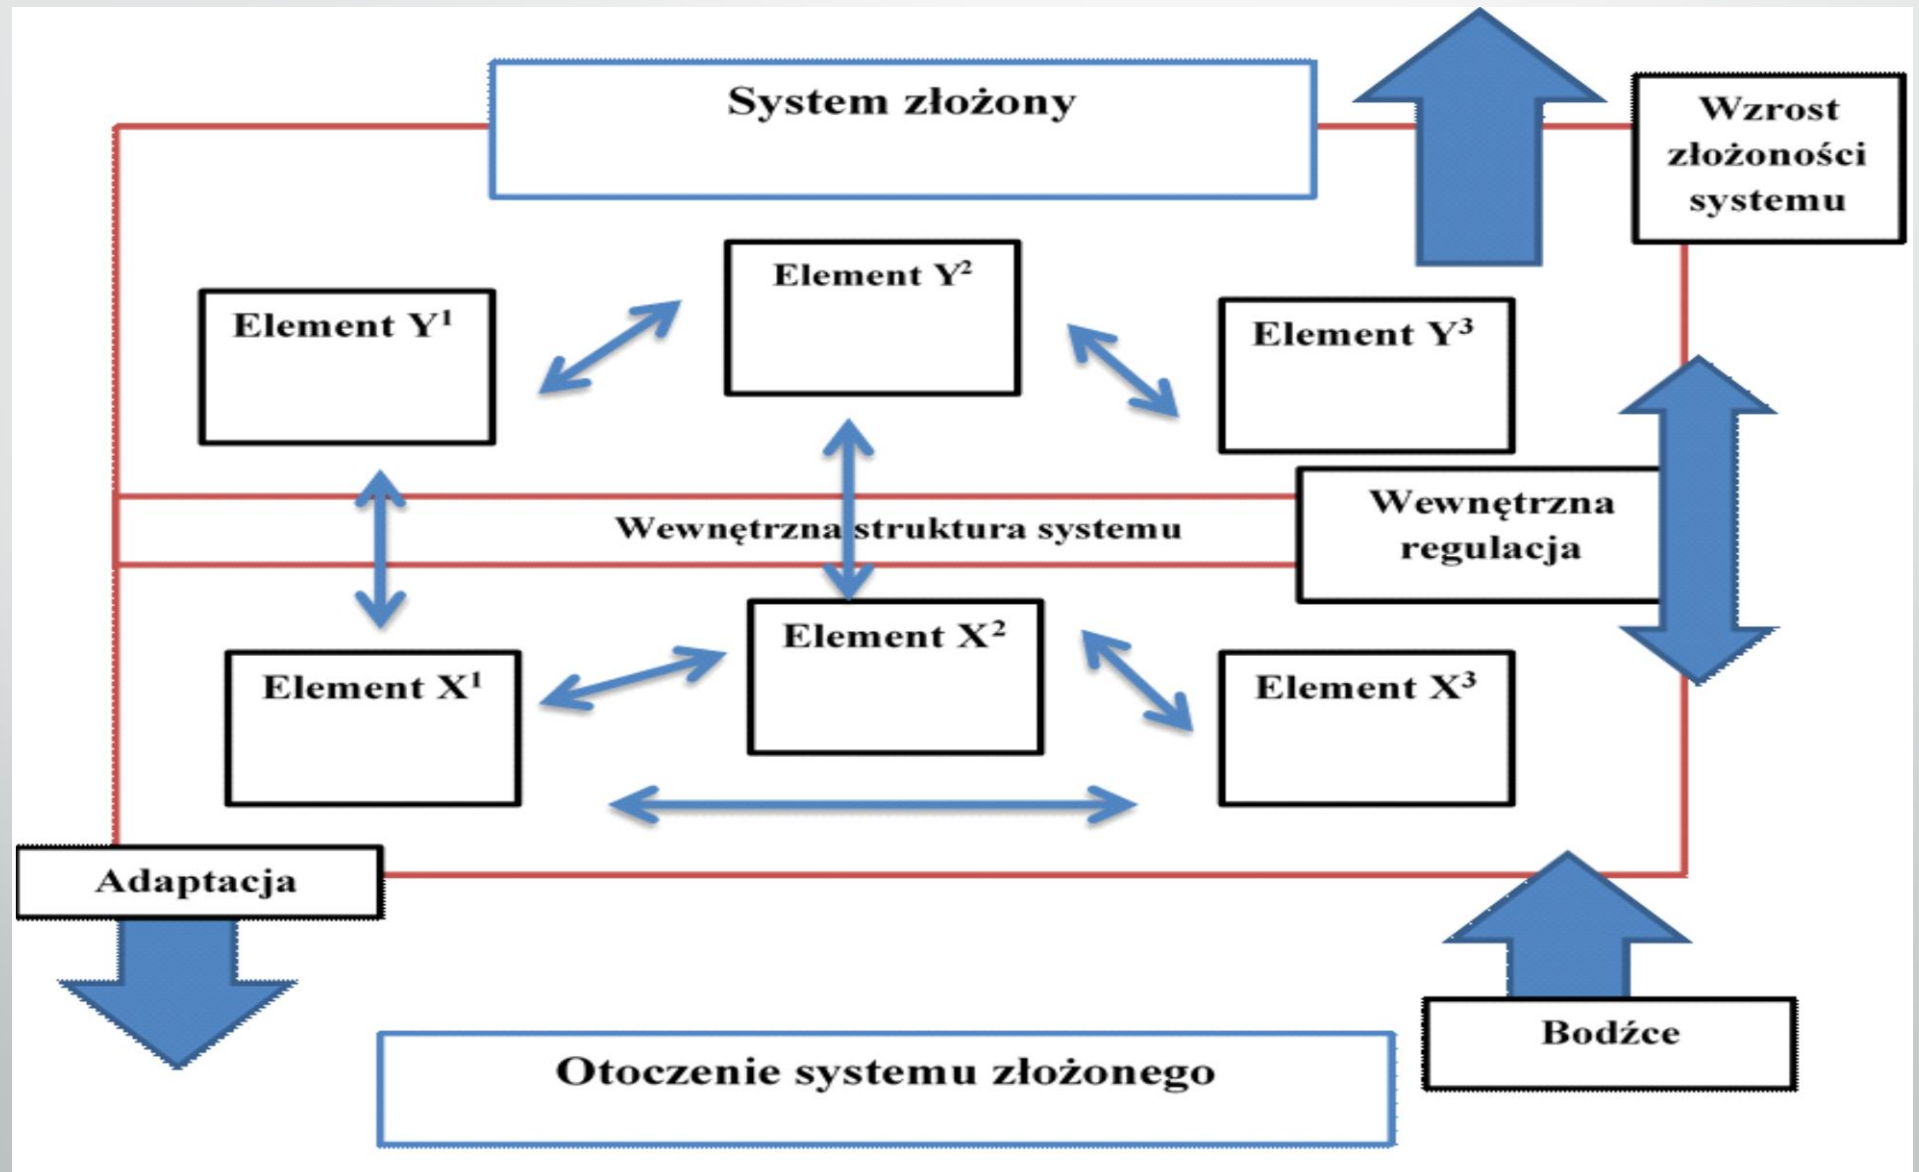 System złożony
Wzrost
złożoności
systemu
Element Y²
Element Y¹
Element Y³
Wewnętrzna
regulacja
Wewnętrzna struktura systemu
Element X²
Element X¹
Element X³
Adaptacja
Bodźce
Otoczenie systemu złożonego